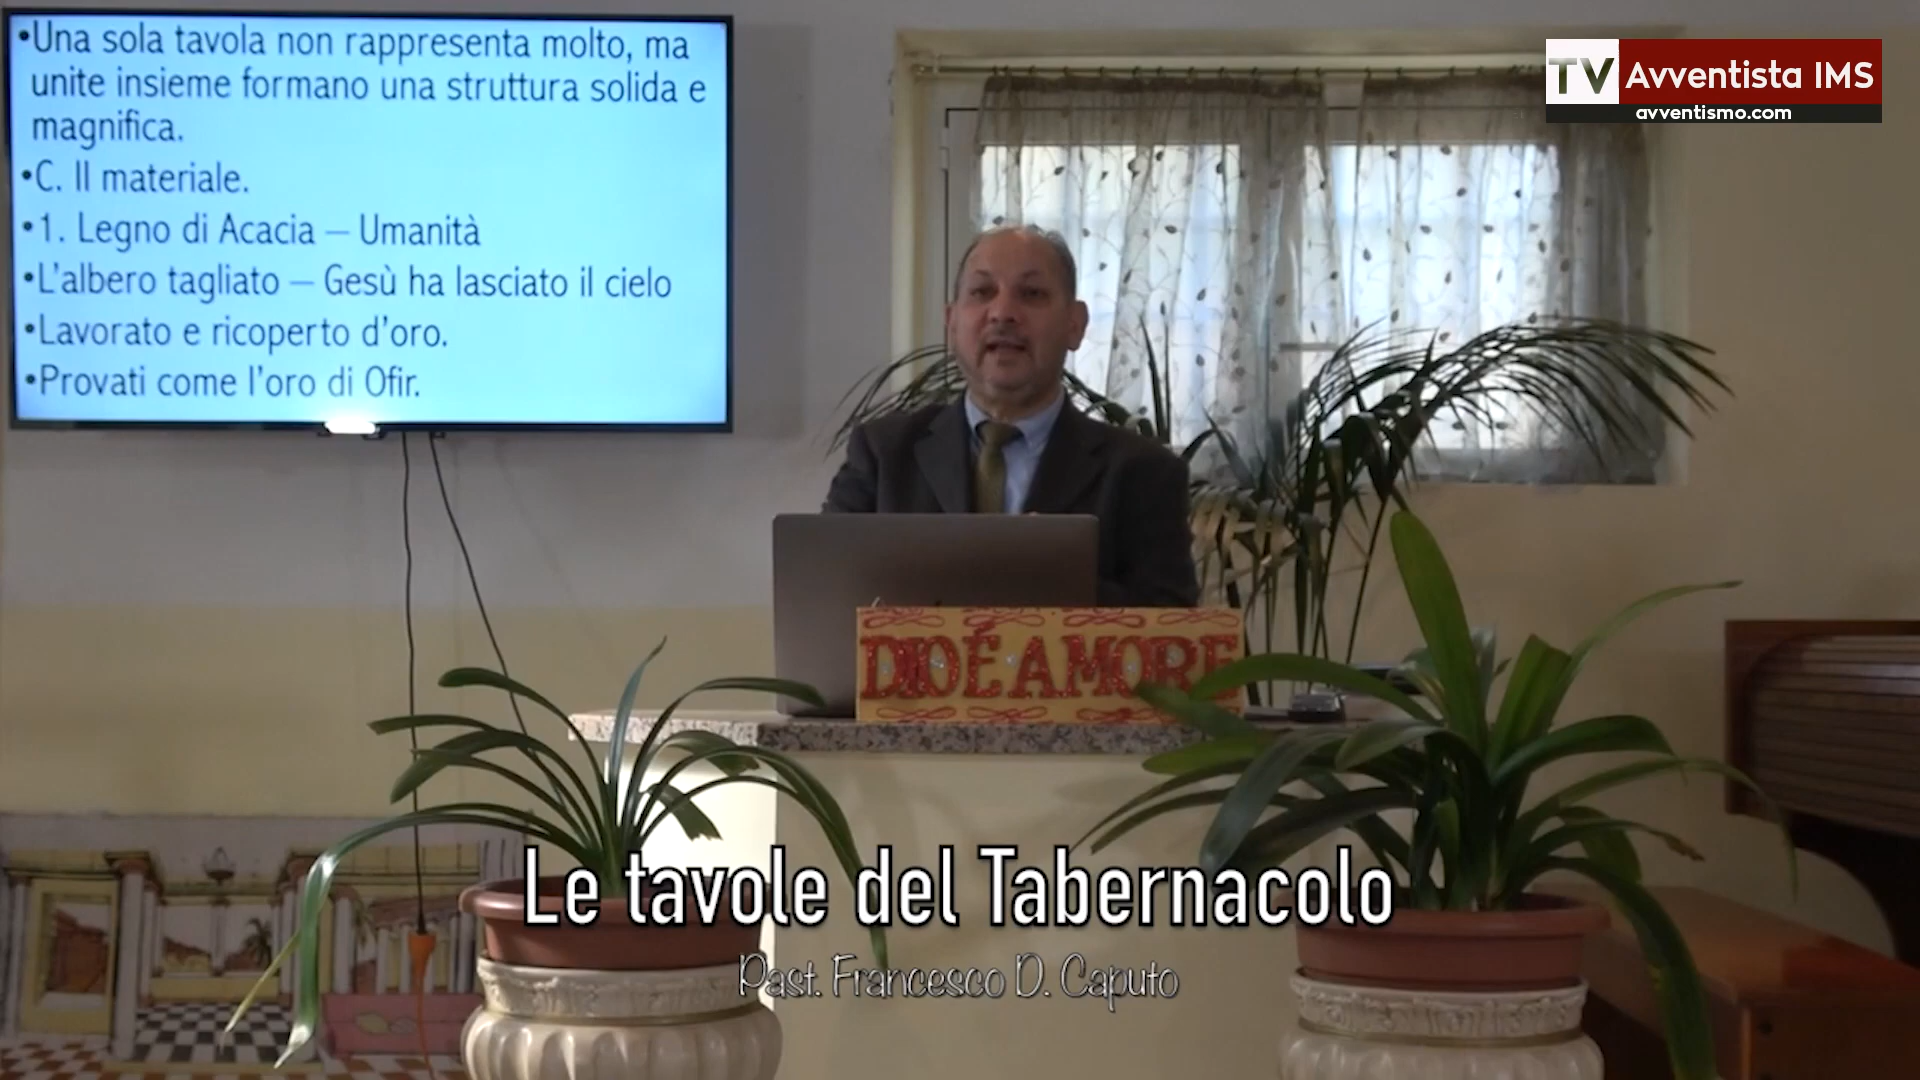 •Una sola tavola non rappresenta molto, ma
unite insieme formano una struttura solida e
magnifica.
•C. Il materiale.
•1. Legno di Acacia – Umanità
•L'albero tagliato – Gesù ha lasciato il cielo
•Lavorato e ricoperto d'oro.
•Provati come l'oro di Ofir.
TV Avventista IMS
avventismo.com
DIO É AMORE
Le tavole del Tabernacolo
Past. Francesco D. Caputo